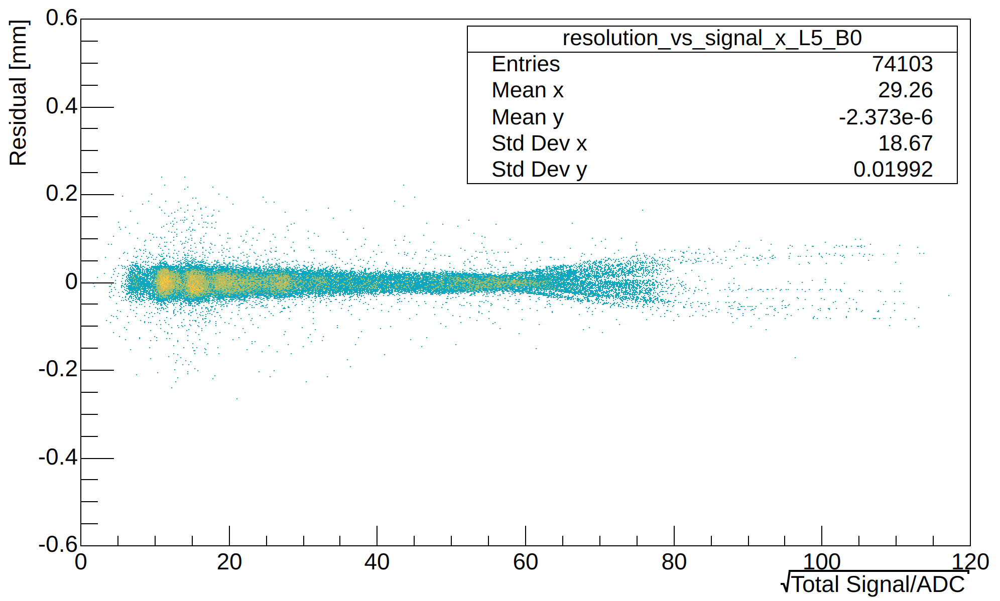 Residual [mm]
0.6
0.4
0.2
0
-0.2
-0.4
-0.6
resolution_vs_signal_x_L5_B0
Entries 74103
Mean x 29.26
Mean y -2.373e-6
Std Dev x 18.67
Std Dev y 0.01992
0 20 40 60 80 100 120
√Total Signal/ADC